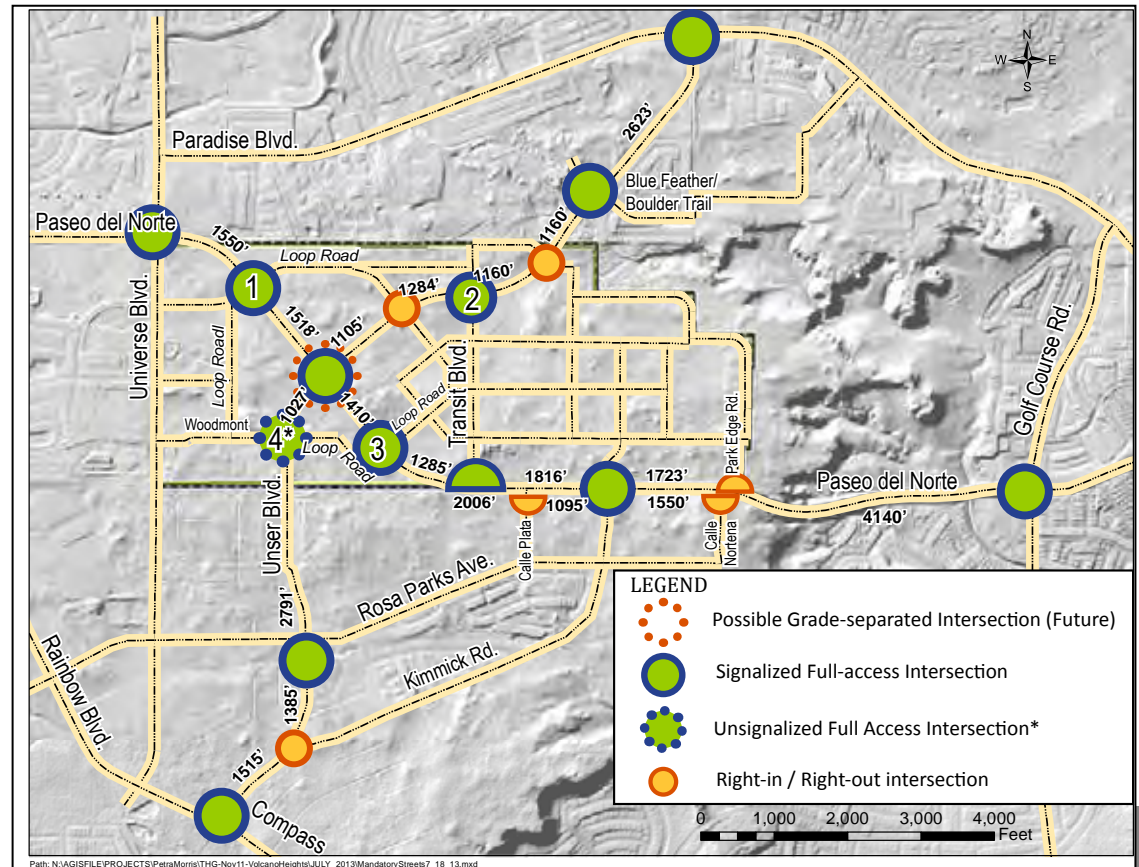 N
W E
S
2623’
Paradise Blvd.
Blue Feather/
Boulder Trail
Paseo del Norte
1550’
1160’
Loop Road
1
1284’
1160’
2
1518’
1105’
Universe Blvd.
Loop Roadl
Transit Blvd.
Golf Course Rd.
1027’
1410’
Loop Road
Woodmont
4*
Loop Road
3
1285’
Park Edge Rd.
1816’
1723’
Paseo del Norte
2006’
1095’
1550’
4140’
Calle Plata
Calle
Nortena
Unser Blvd.
Rosa Parks Ave.
2791’
Kimmick Rd.
Rainbow Blvd.
1385’
1515’
Compass
LEGEND
Possible Grade-separated Intersection (Future)
Signalized Full-access Intersection
Unsignalized Full Access Intersection*
Right-in / Right-out intersection
0 1,000 2,000 3,000 4,000
Feet
Path: N:\AGISFILE\PROJECTS\PetraMorris\THG-Nov11-VolcanoHeights\JULY_2013\MandatoryStreets7_18_13.mxd